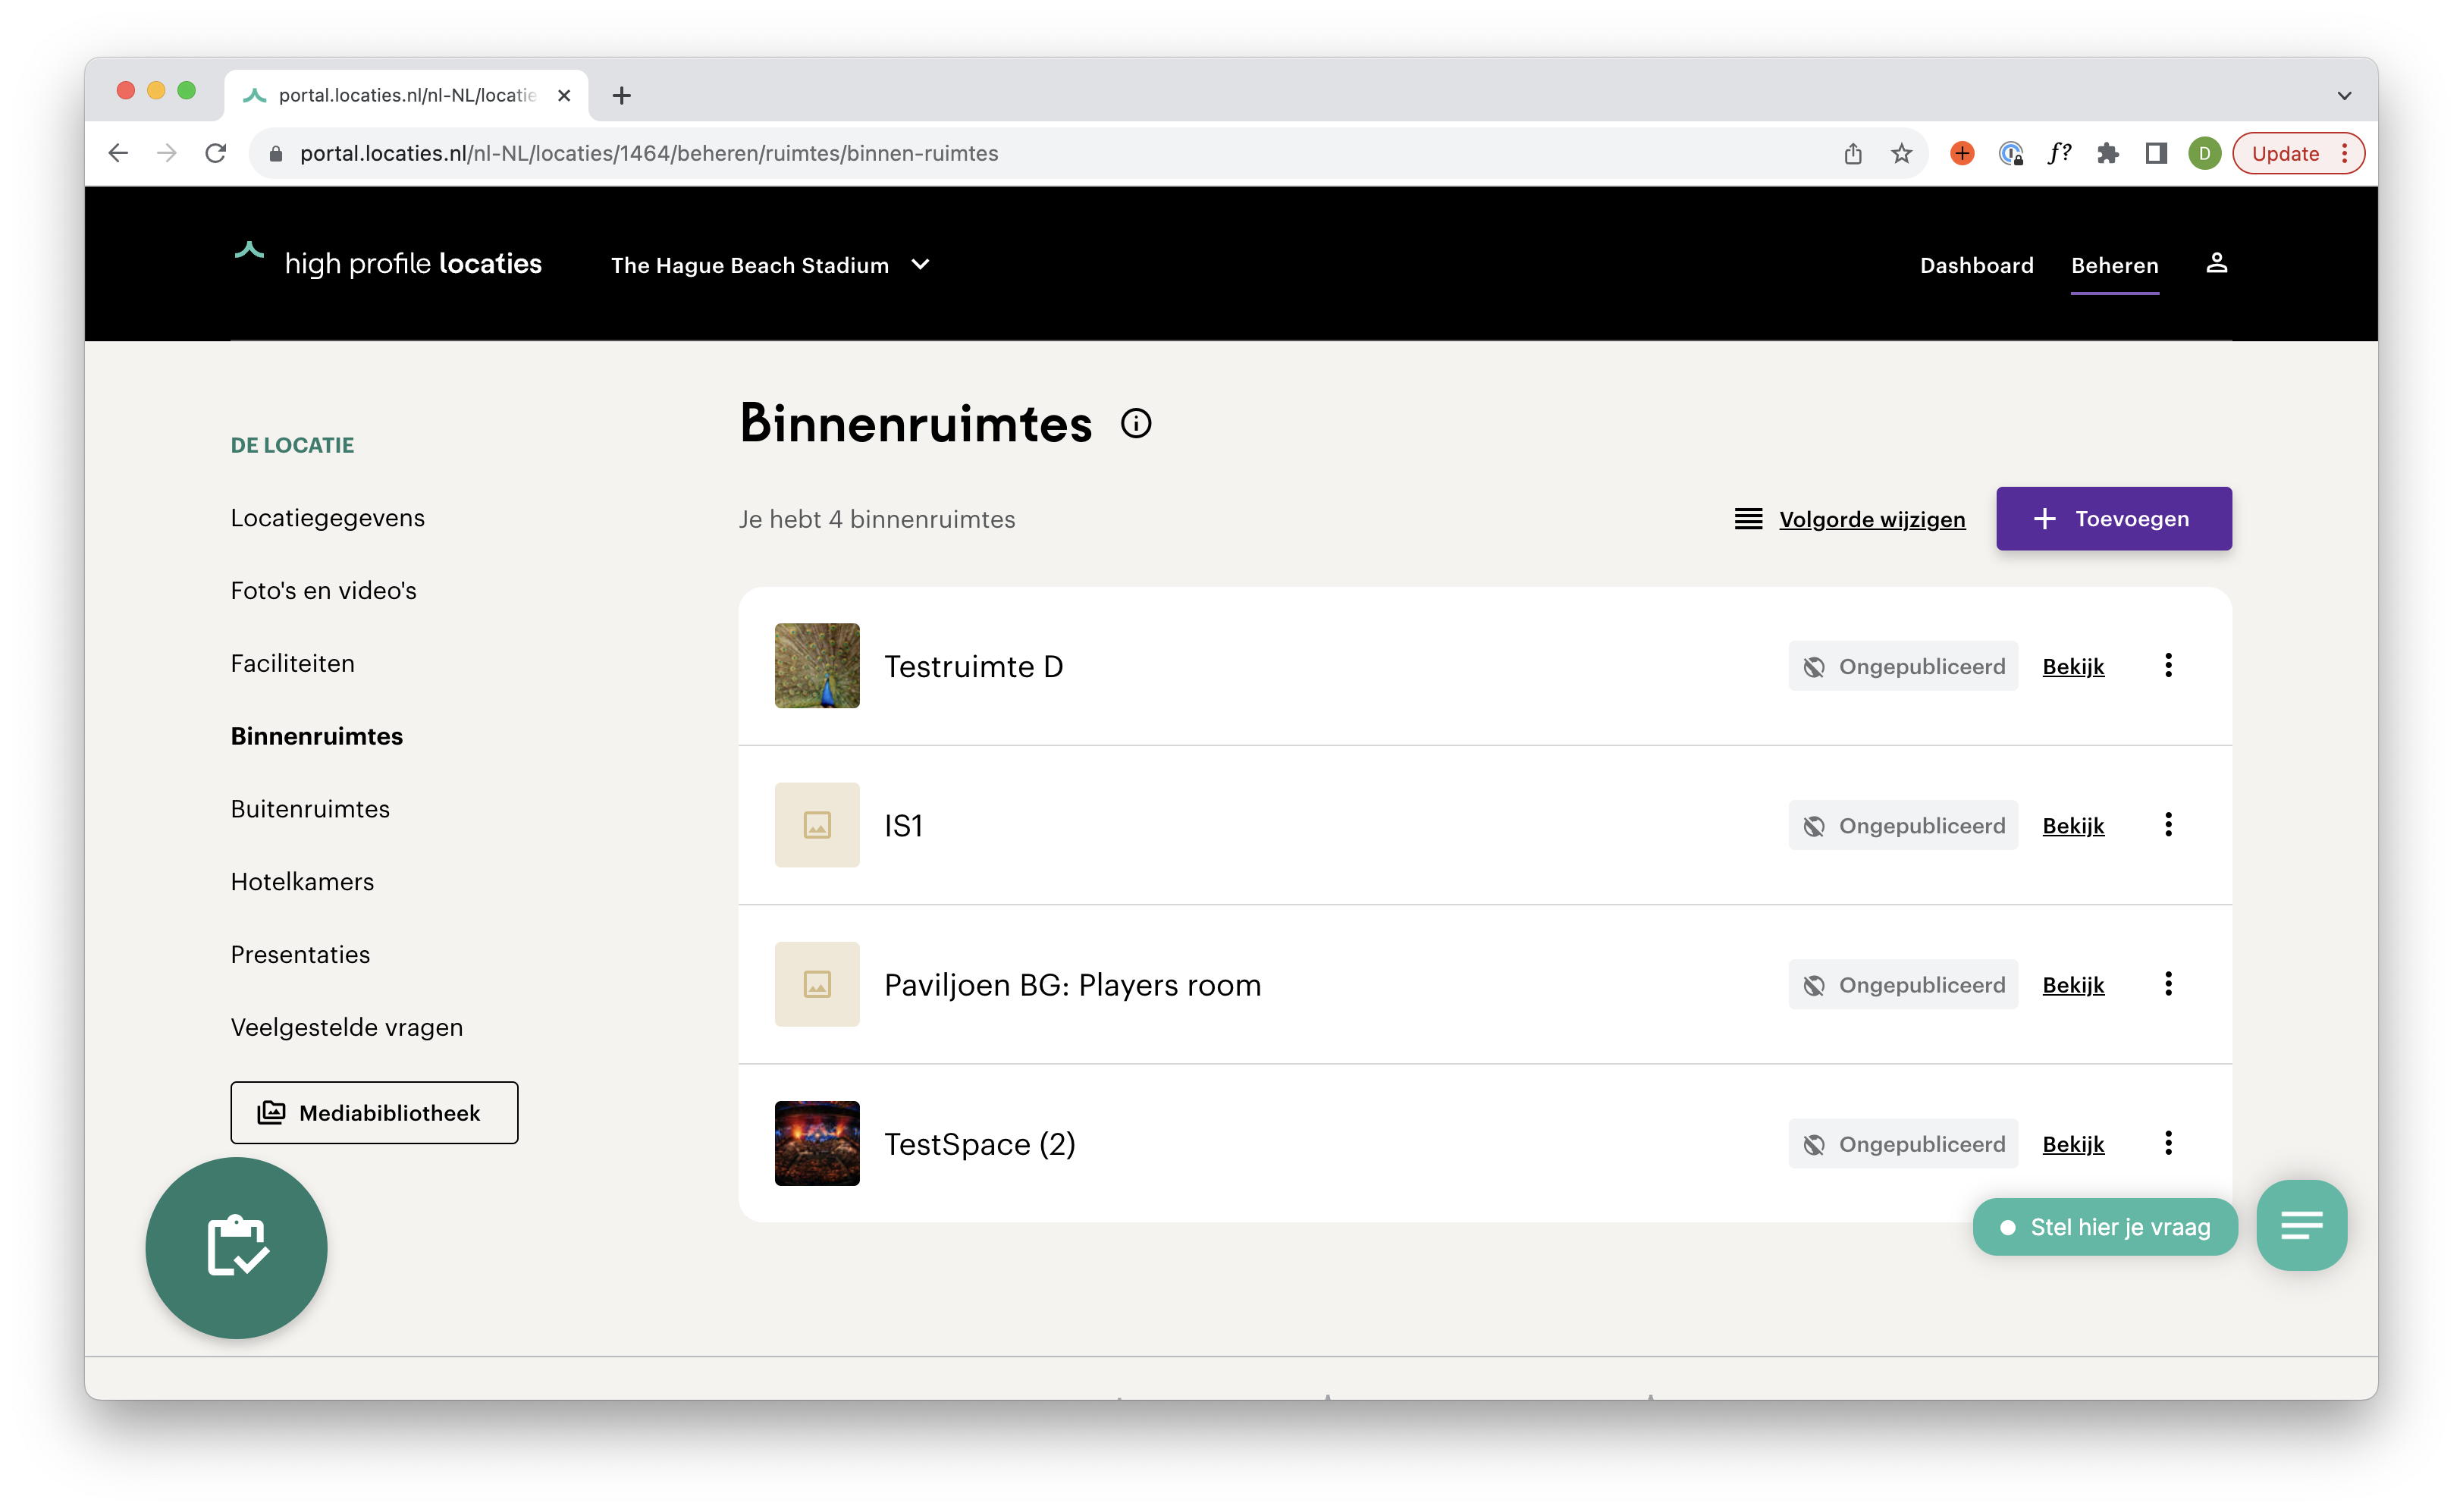 portal.locaties.nl/nl-NL/locatie
portal.locaties.nl/nl-NL/locaties/1464/beheren/ruimtes/binnen-ruimtes
f?
D
Update
high profile locaties
The Hague Beach Stadium
Dashboard
Beheren
DE LOCATIE
Locatiegegevens
Foto's en video's
Faciliteiten
Binnenruimtes
Buitenruimtes
Hotelkamers
Presentaties
Veelgestelde vragen
Mediabibliotheek
Binnenruimtes
Je hebt 4 binnenruimtes
Volgorde wijzigen
Toevoegen
Testruimte D
Ongepubliceerd
Bekijk
IS1
Ongepubliceerd
Bekijk
Paviljoen BG: Players room
Ongepubliceerd
Bekijk
TestSpace (2)
Ongepubliceerd
Bekijk
Stel hier je vraag